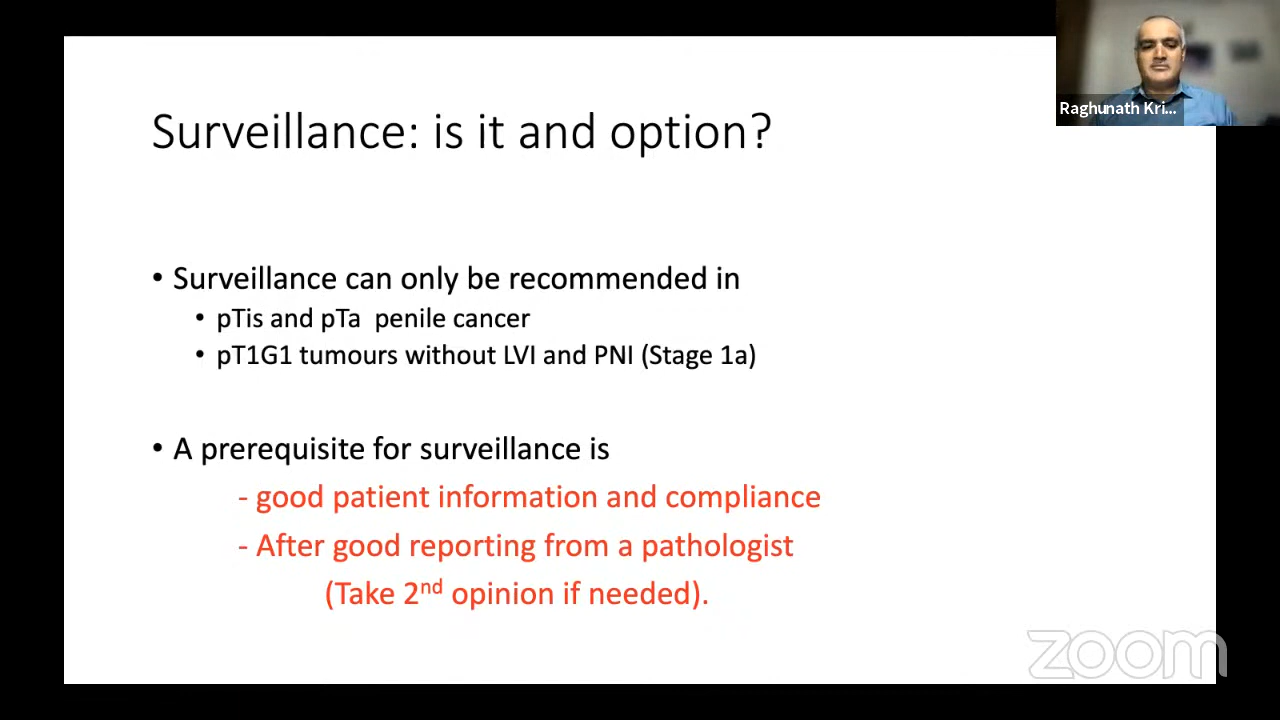 Raghunath Kri...
Surveillance: is it and option?
• Surveillance can only be recommended in
• pTis and pTa penile cancer
• pT1G1 tumours without LVI and PNI (Stage 1a)
• A prerequisite for surveillance is
- good patient information and compliance
- After good reporting from a pathologist
(Take 2nd opinion if needed).
zoom